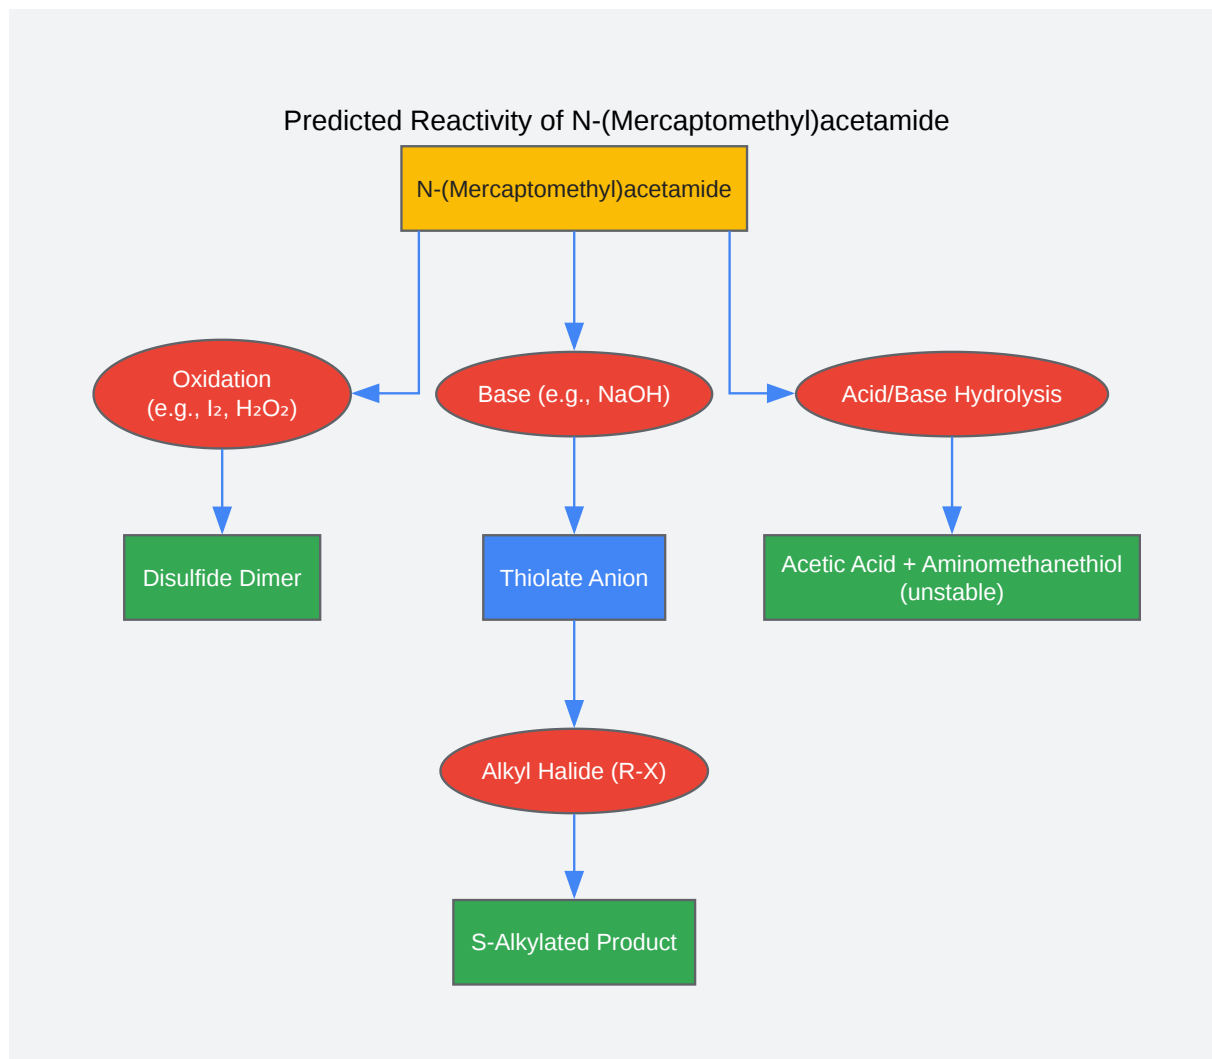 Predicted Reactivity of N-(Mercaptomethyl)acetamide
N-(Mercaptomethyl)acetamide
Oxidation
(e.g., I₂, H₂O₂)
Base (e.g., NaOH)
Acid/Base Hydrolysis
Disulfide Dimer
Thiolate Anion
Acetic Acid + Aminomethanethiol
(unstable)
Alkyl Halide (R-X)
S-Alkylated Product